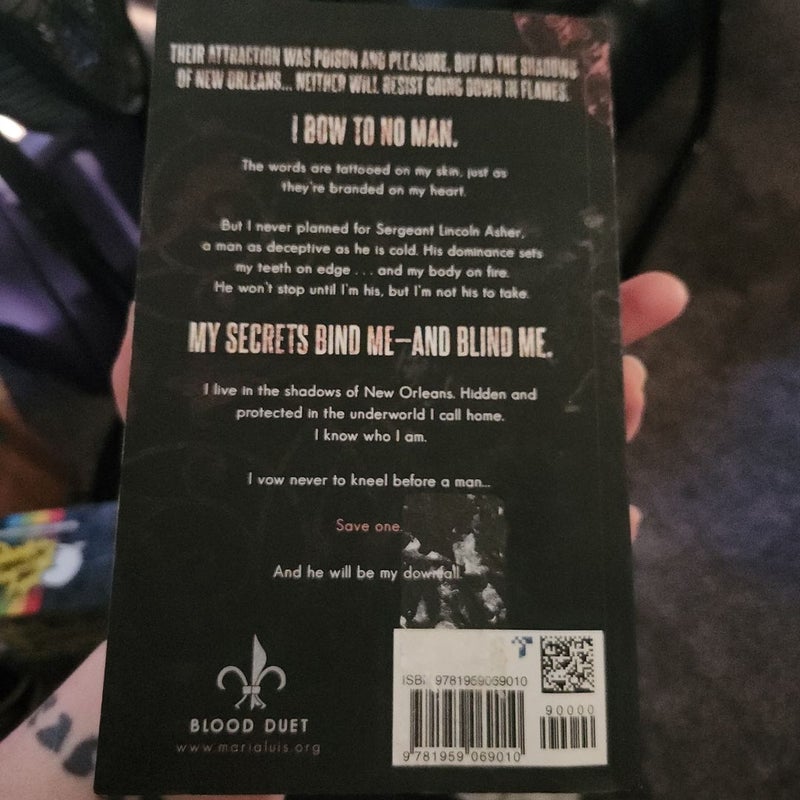 THEIR ATTRACTION WAS POISON AND PLEASURE, BUT IN THE SHADOWS
OF NEW ORLEANS... NEITHER WILL RESIST GOING DOWN IN FLAMES.
I BOW TO NO MAN.
The words are tattooed on my skin, just as
they're branded on my heart.
But I never planned for Sergeant Lincoln Asher,
a man as deceptive as he is cold. His dominance sets
my teeth on edge . . . and my body on fire.
He won't stop until I'm his, but I'm not his to take.
MY SECRETS BIND ME—AND BLIND ME.
I live in the shadows of New Orleans. Hidden and
protected in the underworld I call home.
I know who I am.
I vow never to kneel before a man...
Save one.
And he will be my downfall.
BLOOD DUET
www.marialuis.org
ISBN 9781959069010
90000
9 781959 069010